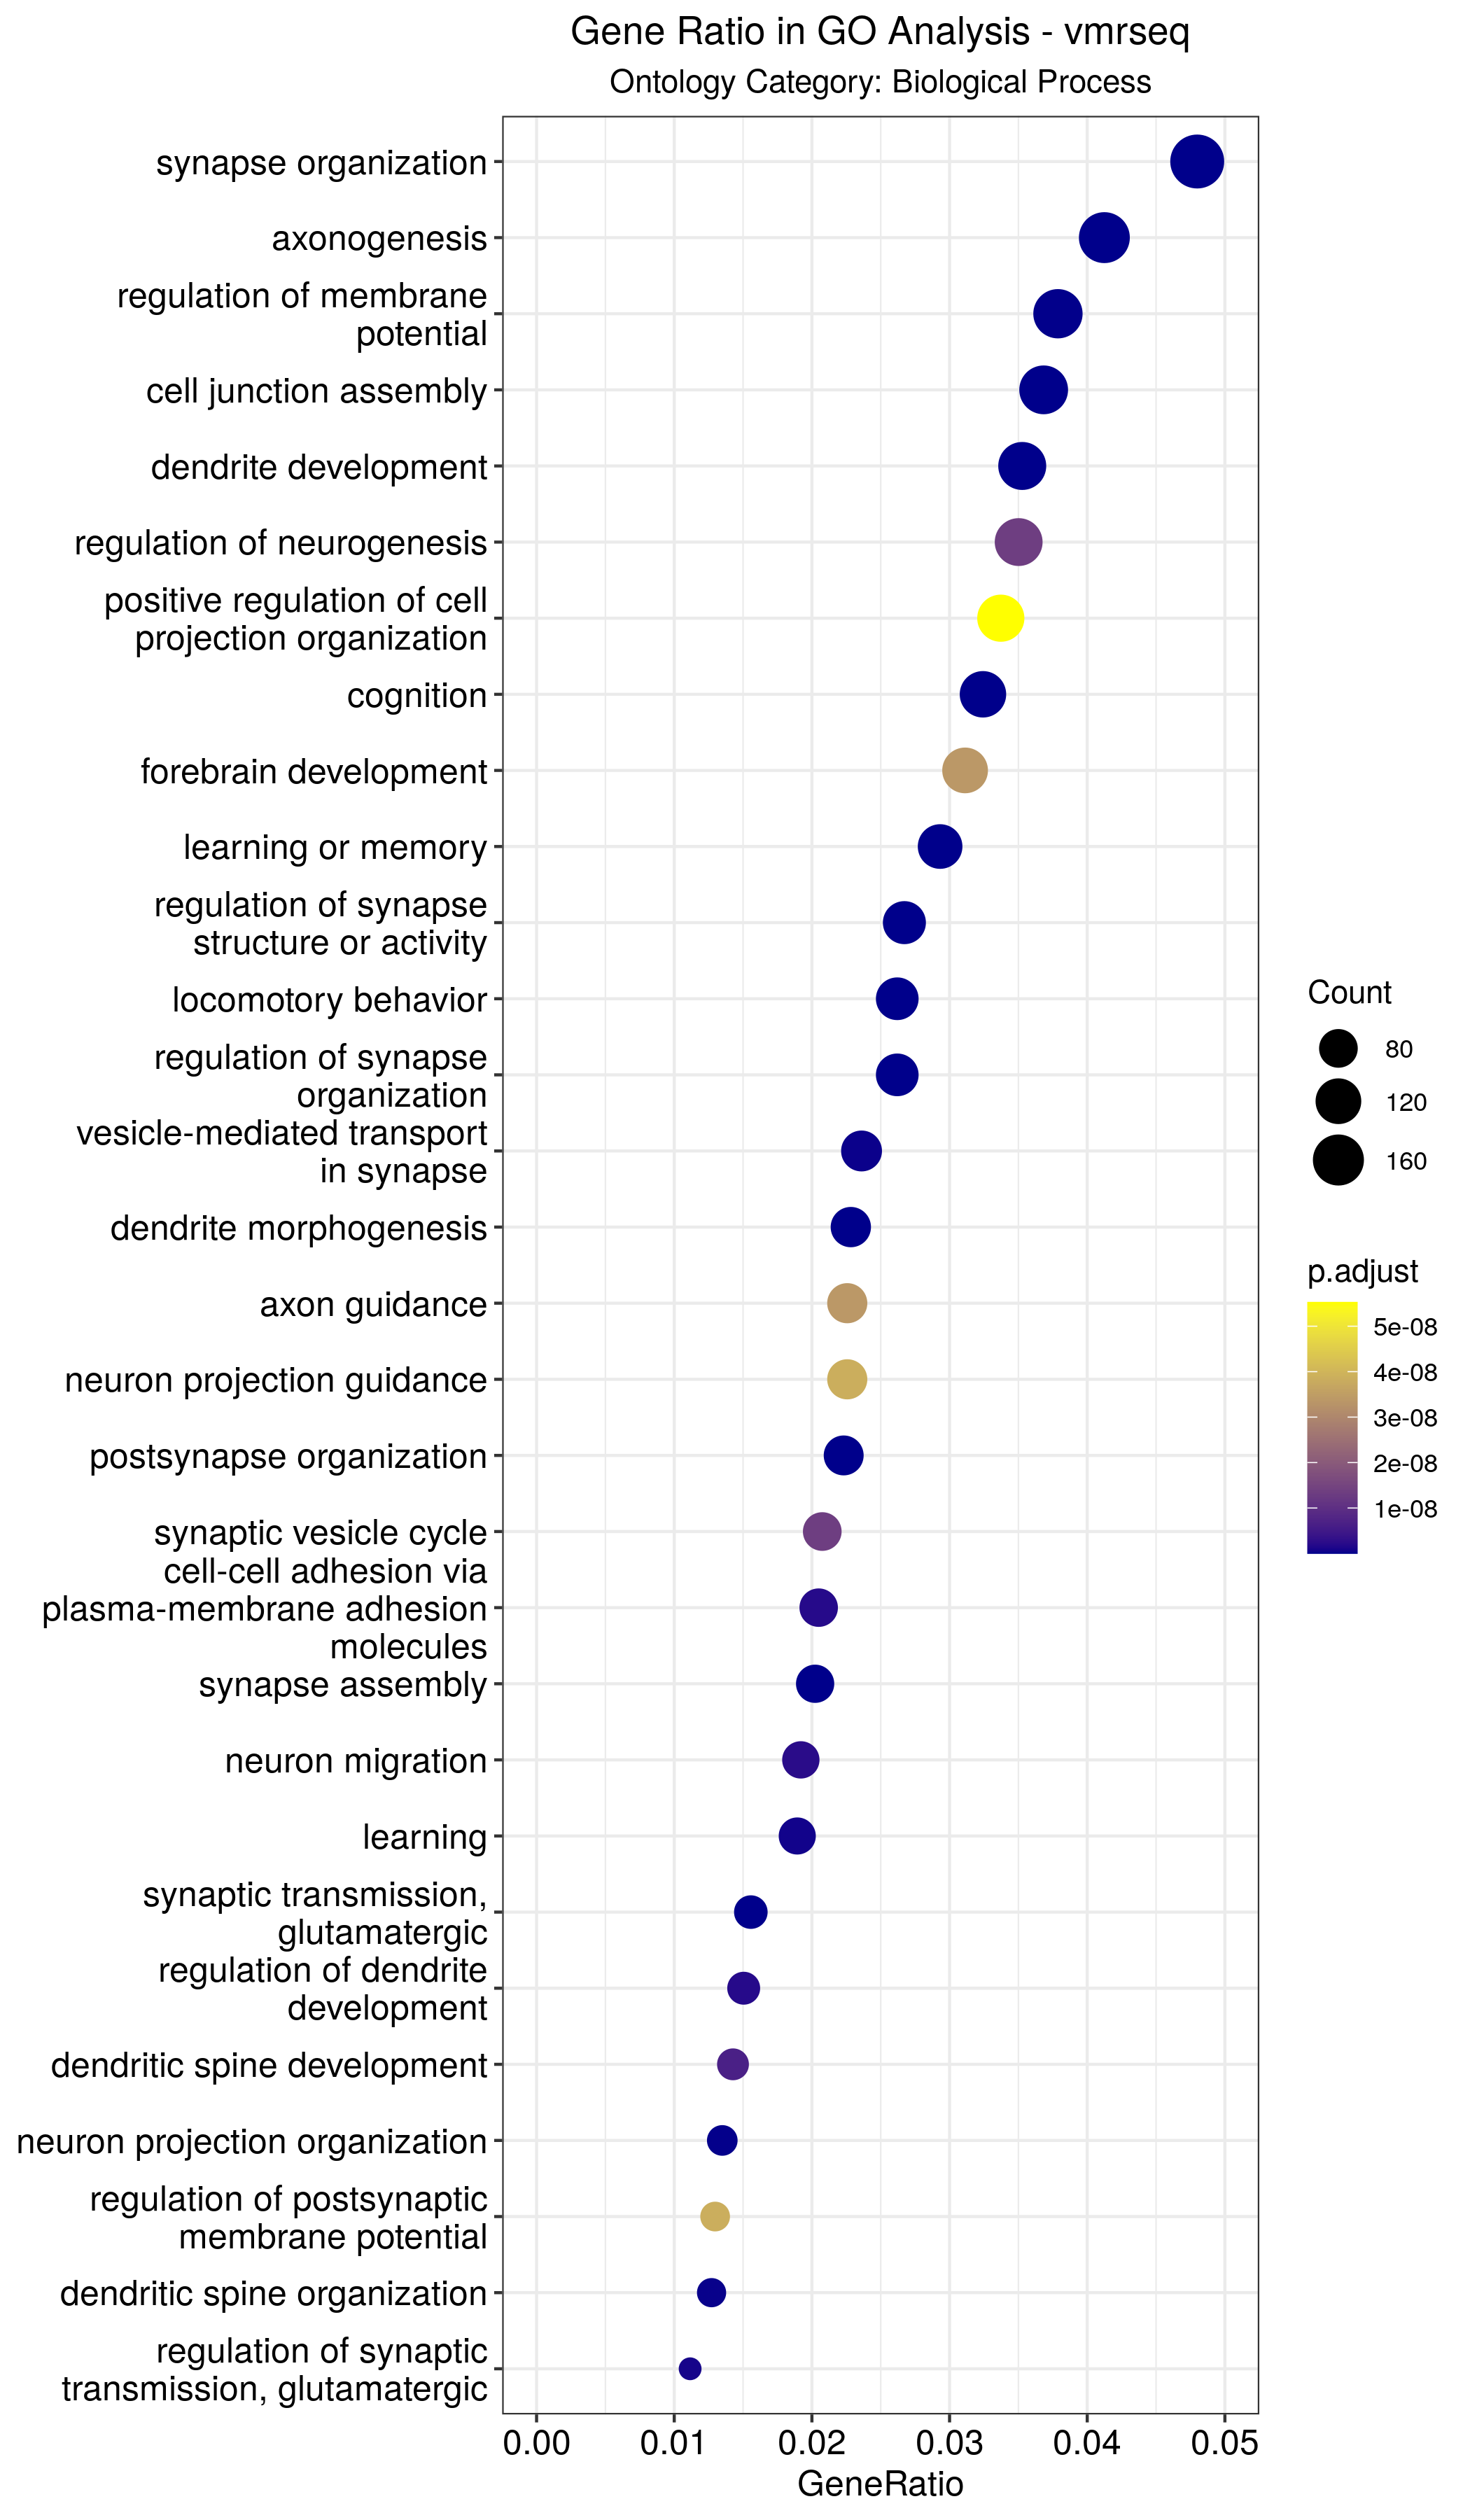 Gene Ratio in GO Analysis - vmrseq
Ontology Category: Biological Process
synapse organization
axonogenesis
regulation of membrane
potential
cell junction assembly
dendrite development
regulation of neurogenesis
positive regulation of cell
projection organization
cognition
forebrain development
learning or memory
regulation of synapse
structure or activity
locomotory behavior
regulation of synapse
organization
vesicle-mediated transport
in synapse
dendrite morphogenesis
axon guidance
neuron projection guidance
postsynapse organization
synaptic vesicle cycle
cell-cell adhesion via
plasma-membrane adhesion
molecules
synapse assembly
neuron migration
learning
synaptic transmission,
glutamatergic
regulation of dendrite
development
dendritic spine development
neuron projection organization
regulation of postsynaptic
membrane potential
dendritic spine organization
regulation of synaptic
transmission, glutamatergic
0.00 0.01 0.02 0.03 0.04 0.05
GeneRatio
Count
80
120
160
p.adjust
5e-08
4e-08
3e-08
2e-08
1e-08